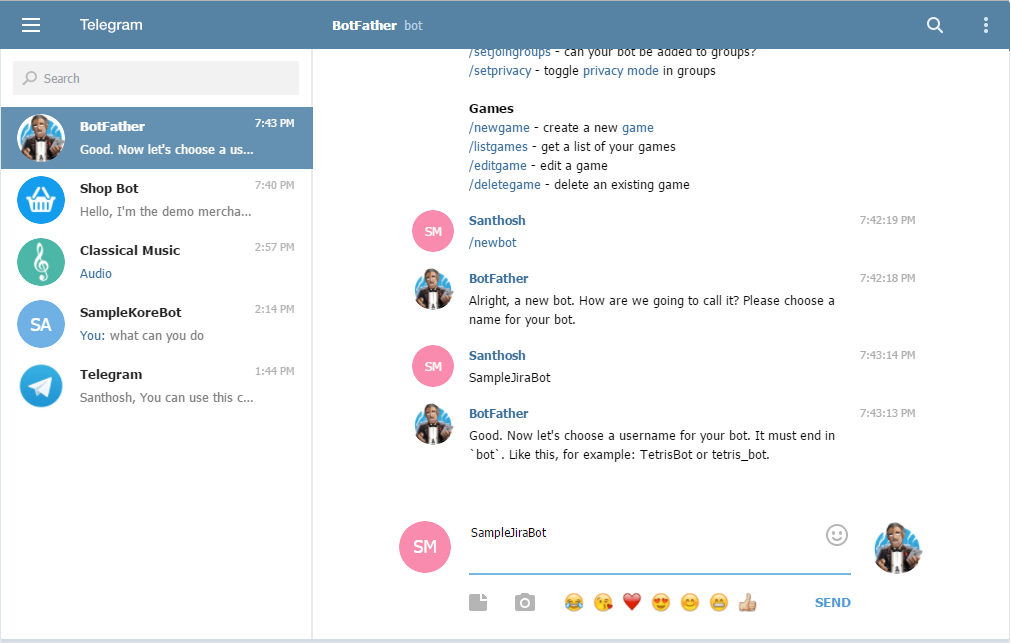 Telegram
BotFather bot
Search
BotFather 7:43 PM
Good. Now let's choose a us...
Shop Bot 7:40 PM
Hello, I'm the demo mercha...
Classical Music 2:57 PM
Audio
SA
SampleKoreBot 2:14 PM
You: what can you do
Telegram 1:44 PM
Santhosh, You can use this c...
/setjoingroups - can your bot be added to groups?
/setprivacy - toggle privacy mode in groups
Games
/newgame - create a new game
/listgames - get a list of your games
/editgame - edit a game
/deletegame - delete an existing game
SM
Santhosh 7:42:19 PM
/newbot
BotFather 7:42:18 PM
Alright, a new bot. How are we going to call it? Please choose a
name for your bot.
SM
Santhosh 7:43:14 PM
SampleJiraBot
BotFather 7:43:13 PM
Good. Now let's choose a username for your bot. It must end in
`bot`. Like this, for example: TetrisBot or tetris_bot.
SM
SampleJiraBot
SEND